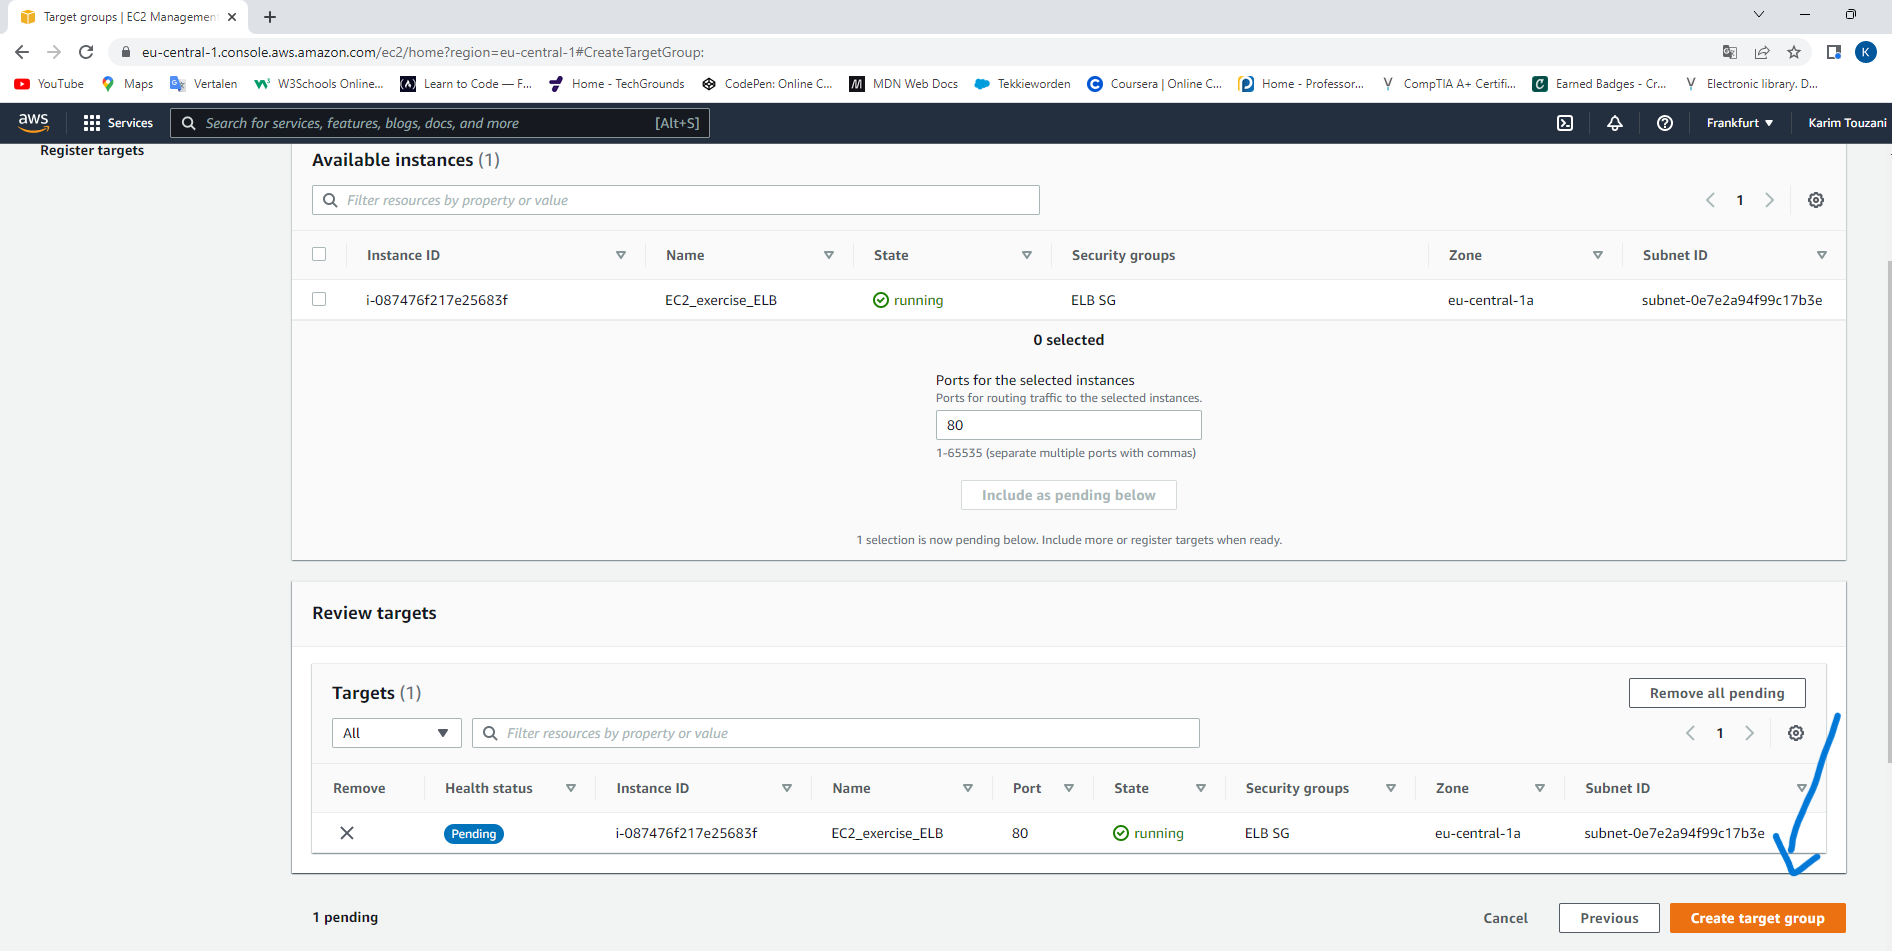 Target groups | EC2 Management
eu-central-1.console.aws.amazon.com/ec2/home?region=eu-central-1#CreateTargetGroup:
K
YouTube Maps Vertalen W3Schools Online... Learn to Code — F... Home - TechGrounds CodePen: Online C... MDN Web Docs Tekkieworden Coursera | Online C... Home - Professor... CompTIA A+ Certifi... Earned Badges - Cr... Electronic library. D...
aws Services Search for services, features, blogs, docs, and more [Alt+S] Frankfurt Karim Touzani
Register targets
Available instances (1)
Filter resources by property or value
1
Instance ID Name State Security groups Zone Subnet ID
i-087476f217e25683f EC2_exercise_ELB running ELB SG eu-central-1a subnet-0e7e2a94f99c17b3e
0 selected
Ports for the selected instances
Ports for routing traffic to the selected instances.
80
1-65535 (separate multiple ports with commas)
Include as pending below
1 selection is now pending below. Include more or register targets when ready.
Review targets
Targets (1)
Remove all pending
All Filter resources by property or value
1
Remove Health status Instance ID Name Port State Security groups Zone Subnet ID
Pending i-087476f217e25683f EC2_exercise_ELB 80 running ELB SG eu-central-1a subnet-0e7e2a94f99c17b3e
1 pending
Cancel Previous Create target group